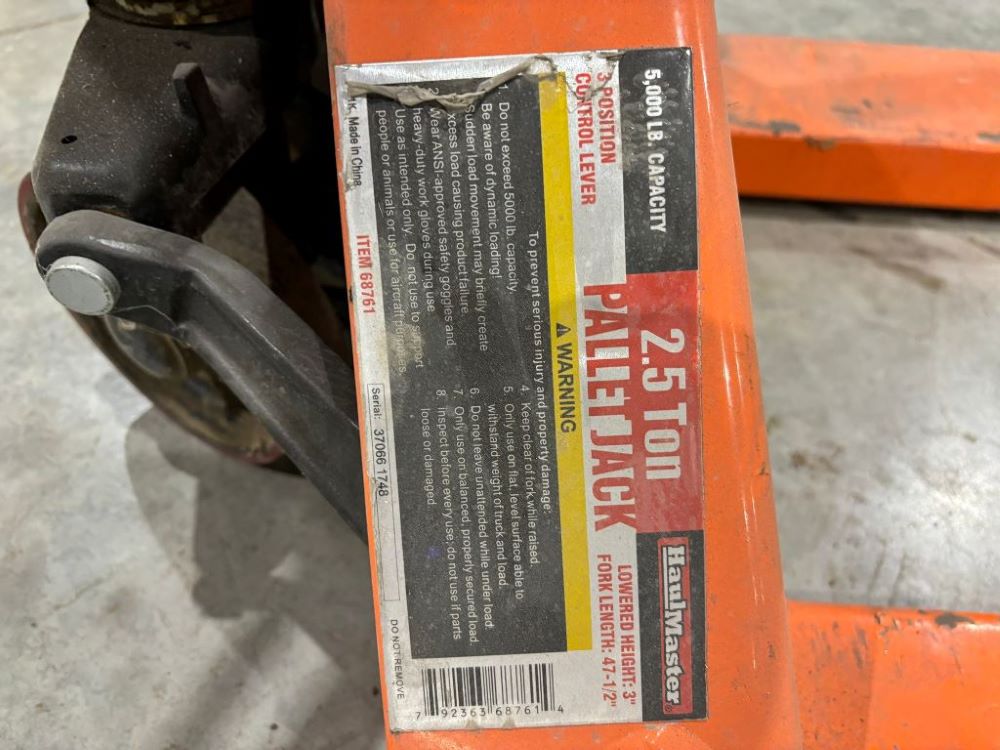 5,000 LB. CAPACITY
2.5 Ton
HaulMaster
3-POSITION
CONTROL LEVER
PALLET JACK
LOWERED HEIGHT: 3"
FORK LENGTH: 47-1/2"
WARNING
To prevent serious injury and property damage:
1. Do not exceed 5000 lb. capacity.
Be aware of dynamic loading!
Sudden load movement may briefly create
xcess load causing product failure.
Wear ANSI-approved safety goggles and
heavy-duty work gloves during use.
Use as intended only. Do not use to support
people or animals or use for aircraft purposes.
4. Keep clear of fork while raised.
5. Only use on flat, level surface able to
withstand weight of truck and load.
6. Do not leave unattended while under load.
7. Only use on balanced, properly secured load.
8. Inspect before every use; do not use if parts
loose or damaged.
Made in China
ITEM 68761
Serial: 37066 1748
DO NOT REMOVE
7 92363 68761 4